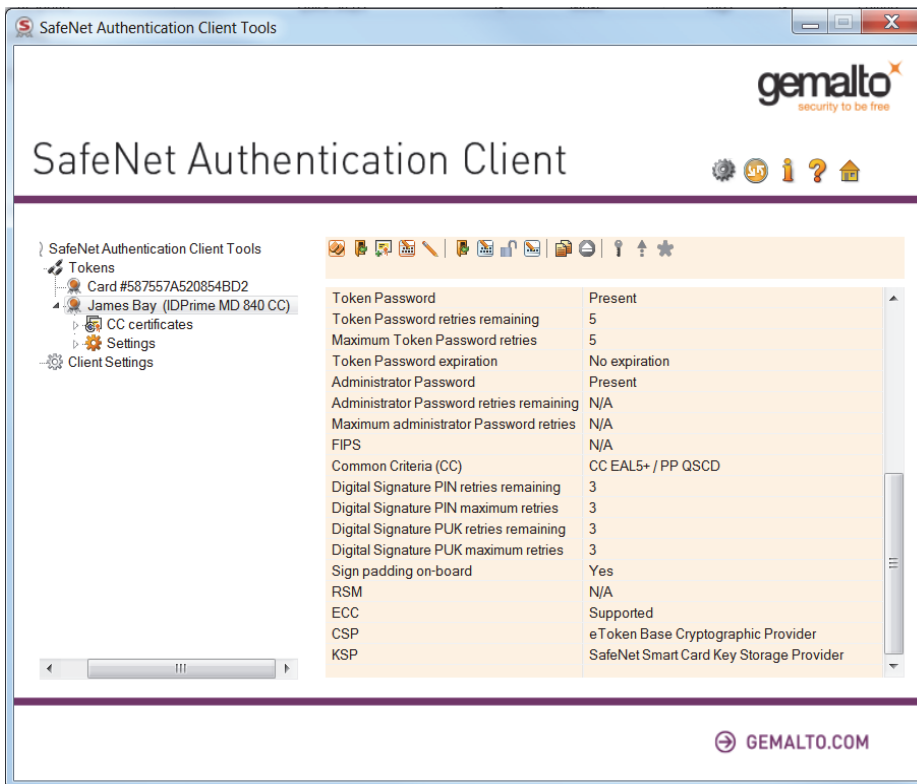 SafeNet Authentication Client Tools
gemalto
security to be free
SafeNet Authentication Client
SafeNet Authentication Client Tools
Tokens
Card #587557A520854BD2
James Bay (IDPrime MD 840 CC)
CC certificates
Settings
Client Settings
Token Password Present
Token Password retries remaining 5
Maximum Token Password retries 5
Token Password expiration No expiration
Administrator Password Present
Administrator Password retries remaining N/A
Maximum administrator Password retries N/A
FIPS N/A
Common Criteria (CC) CC EAL5+ / PP QSCD
Digital Signature PIN retries remaining 3
Digital Signature PIN maximum retries 3
Digital Signature PUK retries remaining 3
Digital Signature PUK maximum retries 3
Sign padding on-board Yes
RSM N/A
ECC Supported
CSP eToken Base Cryptographic Provider
KSP SafeNet Smart Card Key Storage Provider
GEMALTO.COM